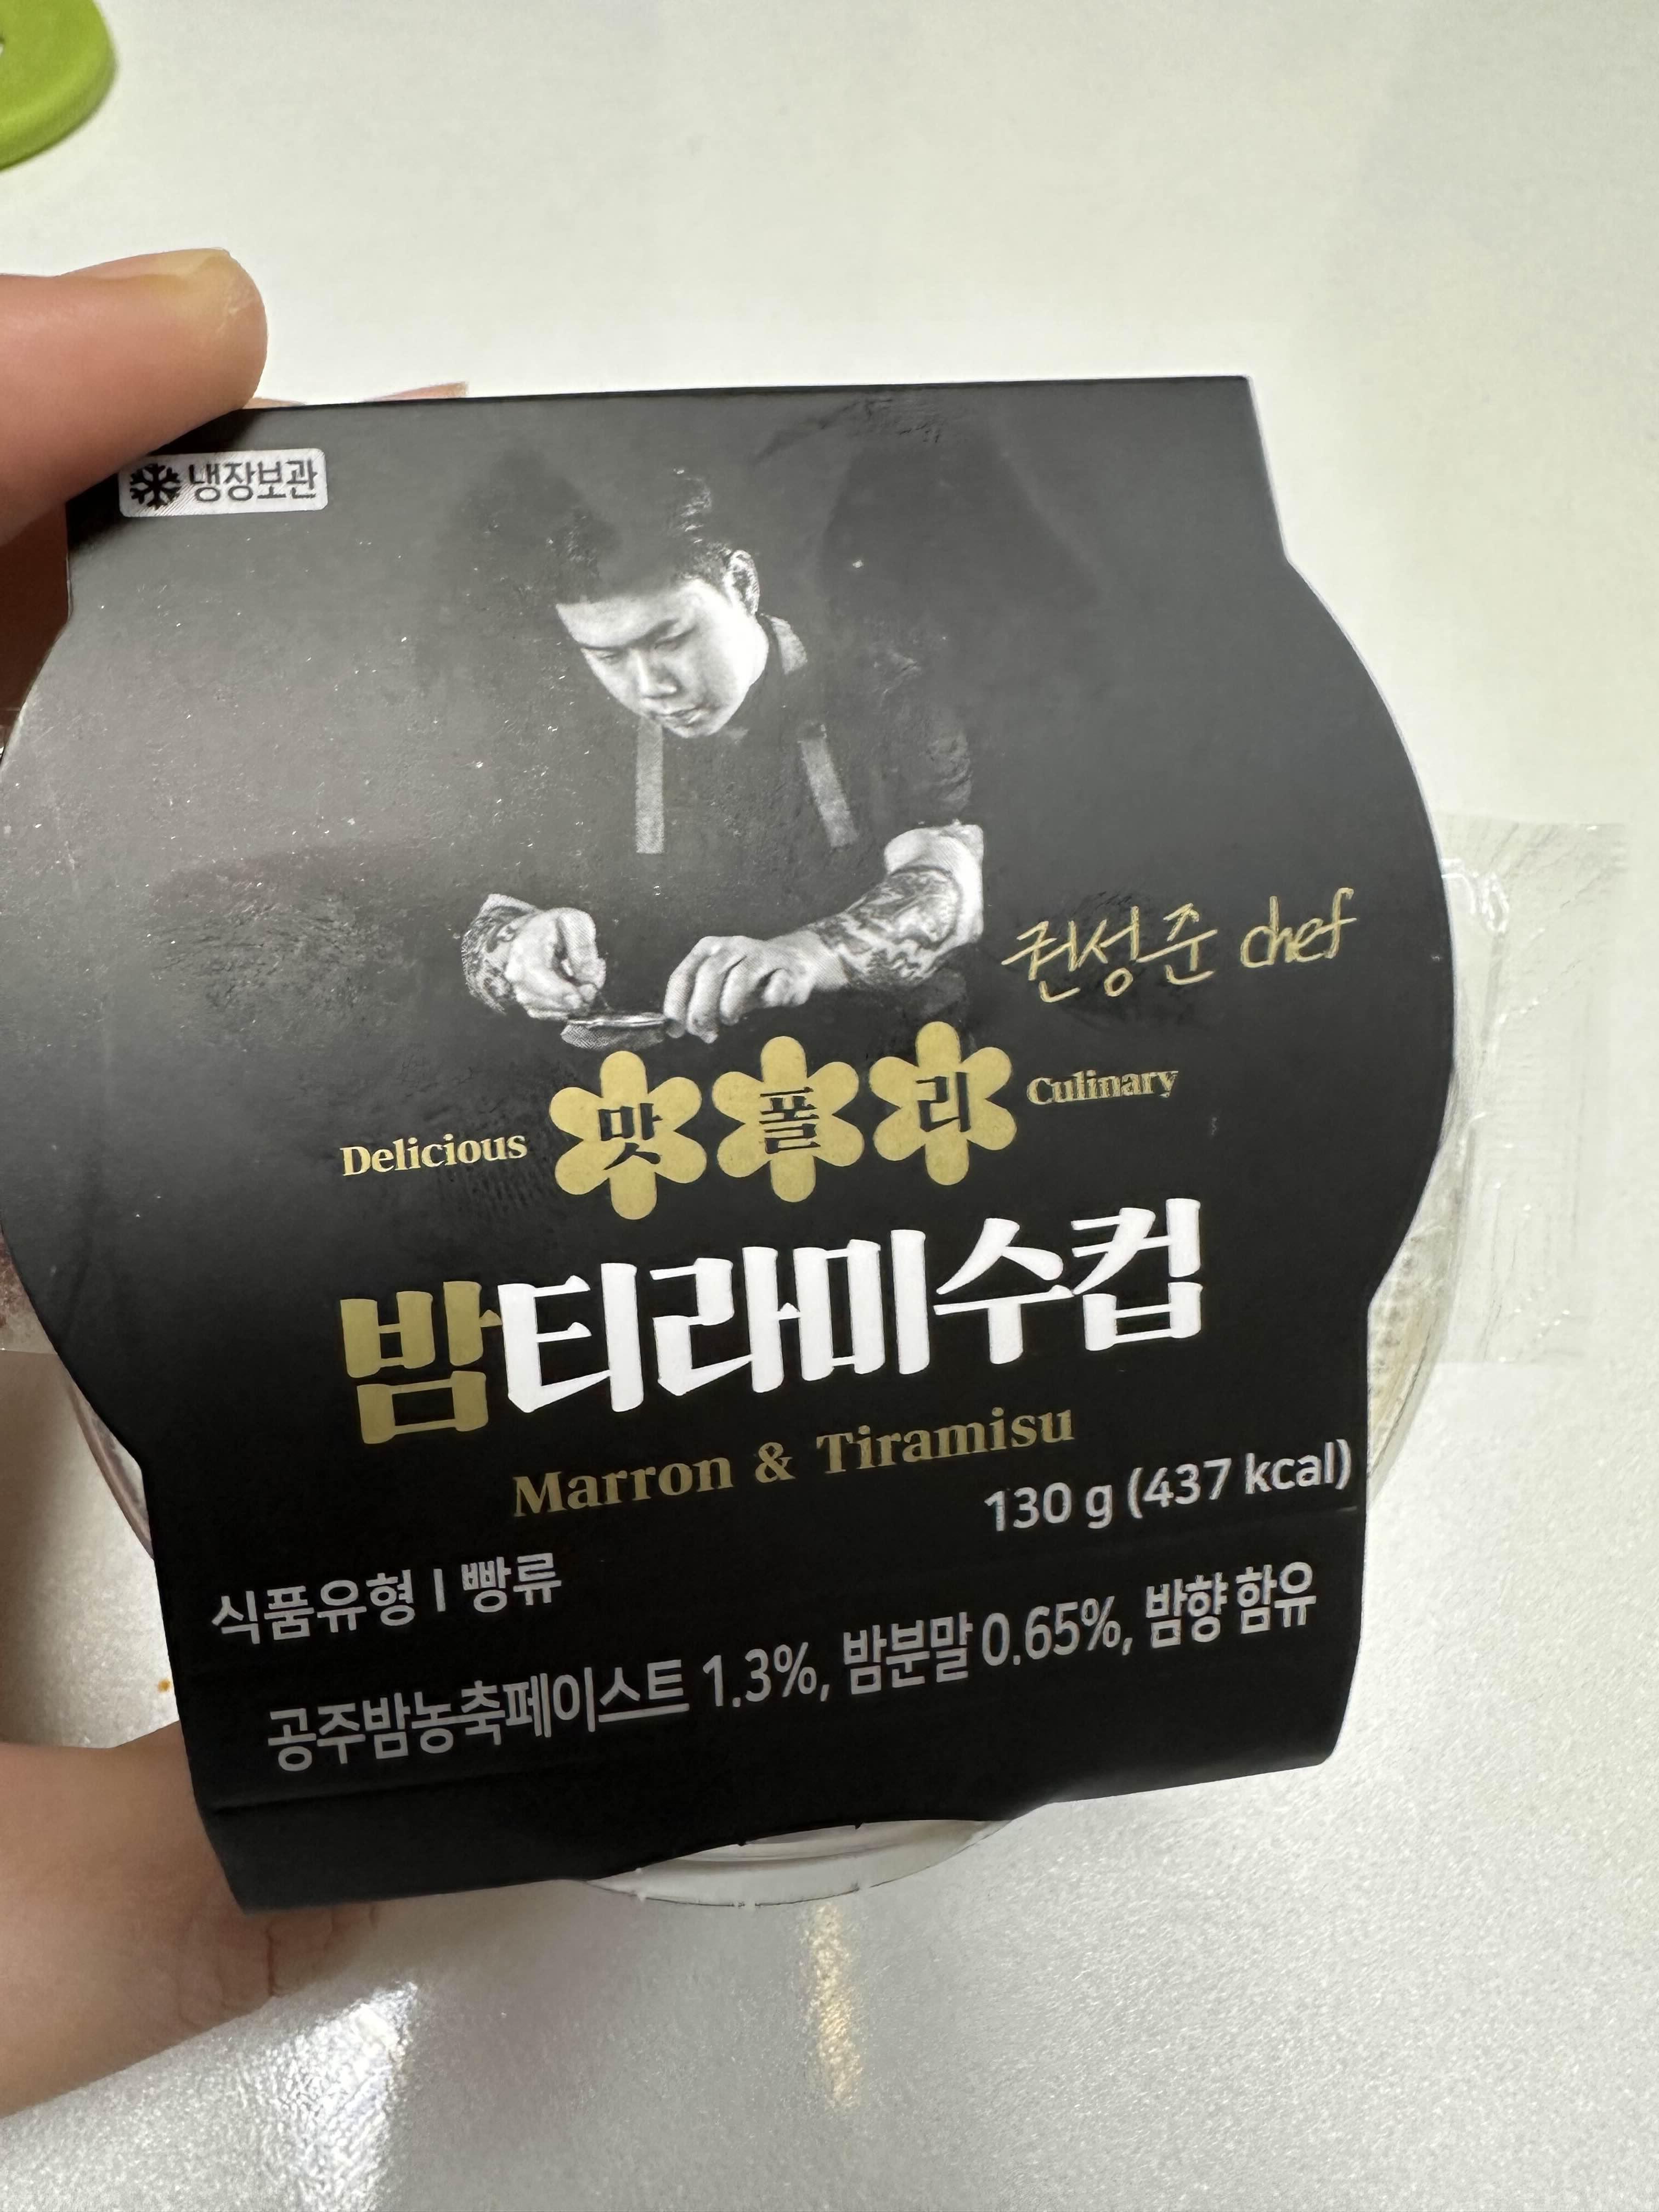 냉장보관
권성준 chef
Delicious 맛폴리 Culinary
밤티라미수컵
Marron & Tiramisu
130 g (437 kcal)
식품유형 | 빵류
공주밤농축페이스트 1.3%, 밤분말 0.65%, 밤향 함유